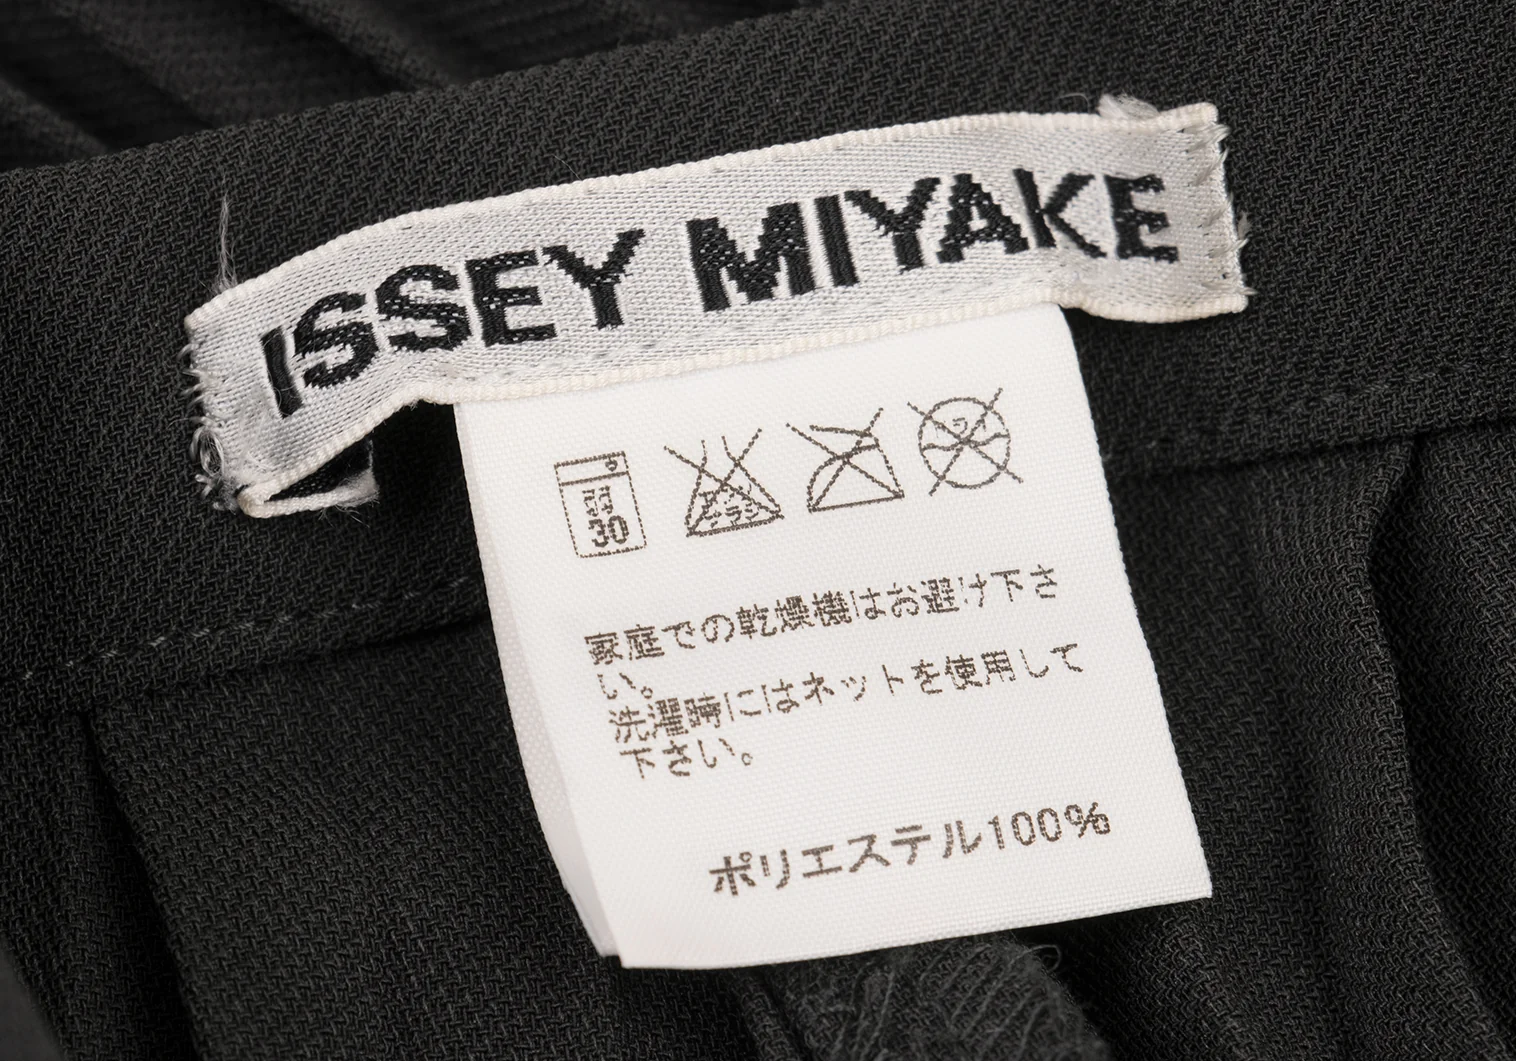 ISSEY MIYAKE
30
家庭での乾燥機はお避け下さ
い。
洗濯時にはネットを使用して
下さい。
ポリエステル100%